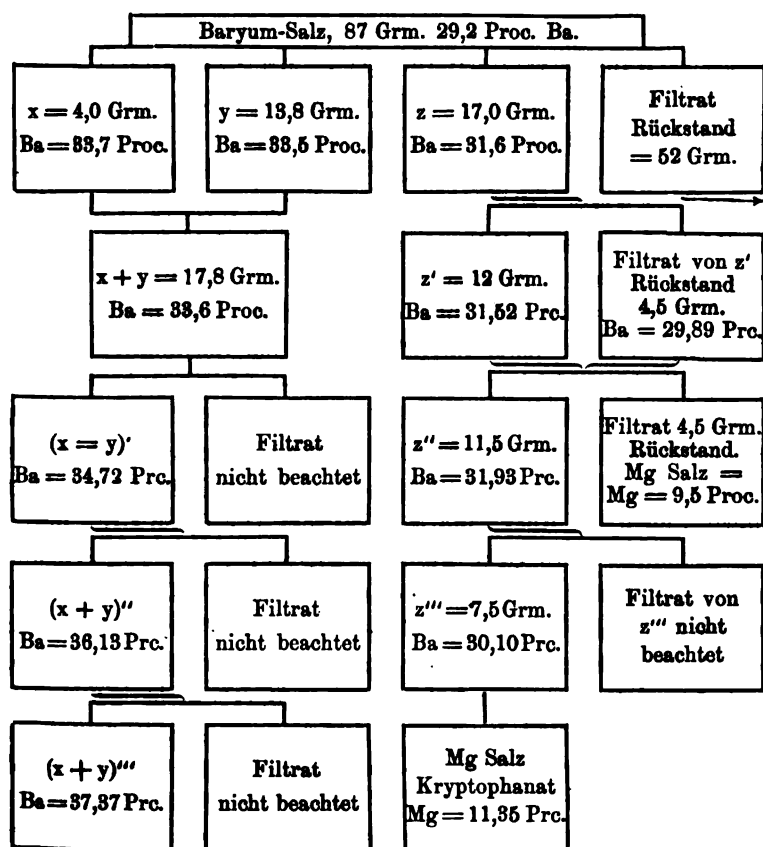 Baryum-Salz, 87 Grm. 29,2 Proc. Ba.
x = 4,0 Grm.
Ba = 33,7 Proc.
y = 13,8 Grm.
Ba = 33,5 Proc.
z = 17,0 Grm.
Ba = 31,6 Proc.
Filtrat
Rückstand
= 52 Grm.
x + y = 17,8 Grm.
Ba = 33,6 Proc.
z' = 12 Grm.
Ba = 31,52 Prc.
Filtrat von z'
Rückstand
4,5 Grm.
Ba = 29,89 Prc.
(x = y)'
Ba = 34,72 Prc.
Filtrat
nicht beachtet
z'' = 11,5 Grm.
Ba = 31,93 Prc.
Filtrat 4,5 Grm.
Rückstand.
Mg Salz =
Mg = 9,5 Proc.
(x + y)''
Ba = 36,13 Prc.
Filtrat
nicht beachtet
z''' = 7,5 Grm.
Ba = 30,10 Prc.
Filtrat von
z''' nicht
beachtet
(x + y)'''
Ba = 37,37 Prc.
Filtrat
nicht beachtet
Mg Salz
Kryptophanat
Mg = 11,35 Prc.